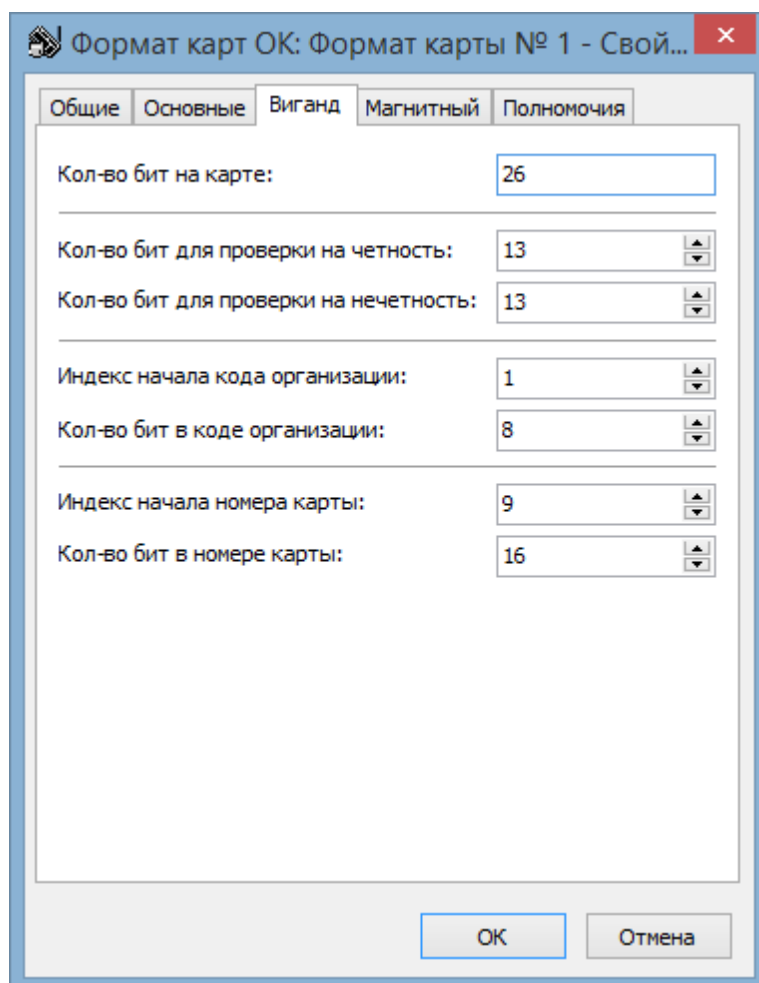 Формат карт ОК: Формат карты № 1 - Свой...
Общие Основные Виганд Магнитный Полномочия
Кол-во бит на карте: 26
Кол-во бит для проверки на четность: 13
Кол-во бит для проверки на нечетность: 13
Индекс начала кода организации: 1
Кол-во бит в коде организации: 8
Индекс начала номера карты: 9
Кол-во бит в номере карты: 16
ОК Отмена